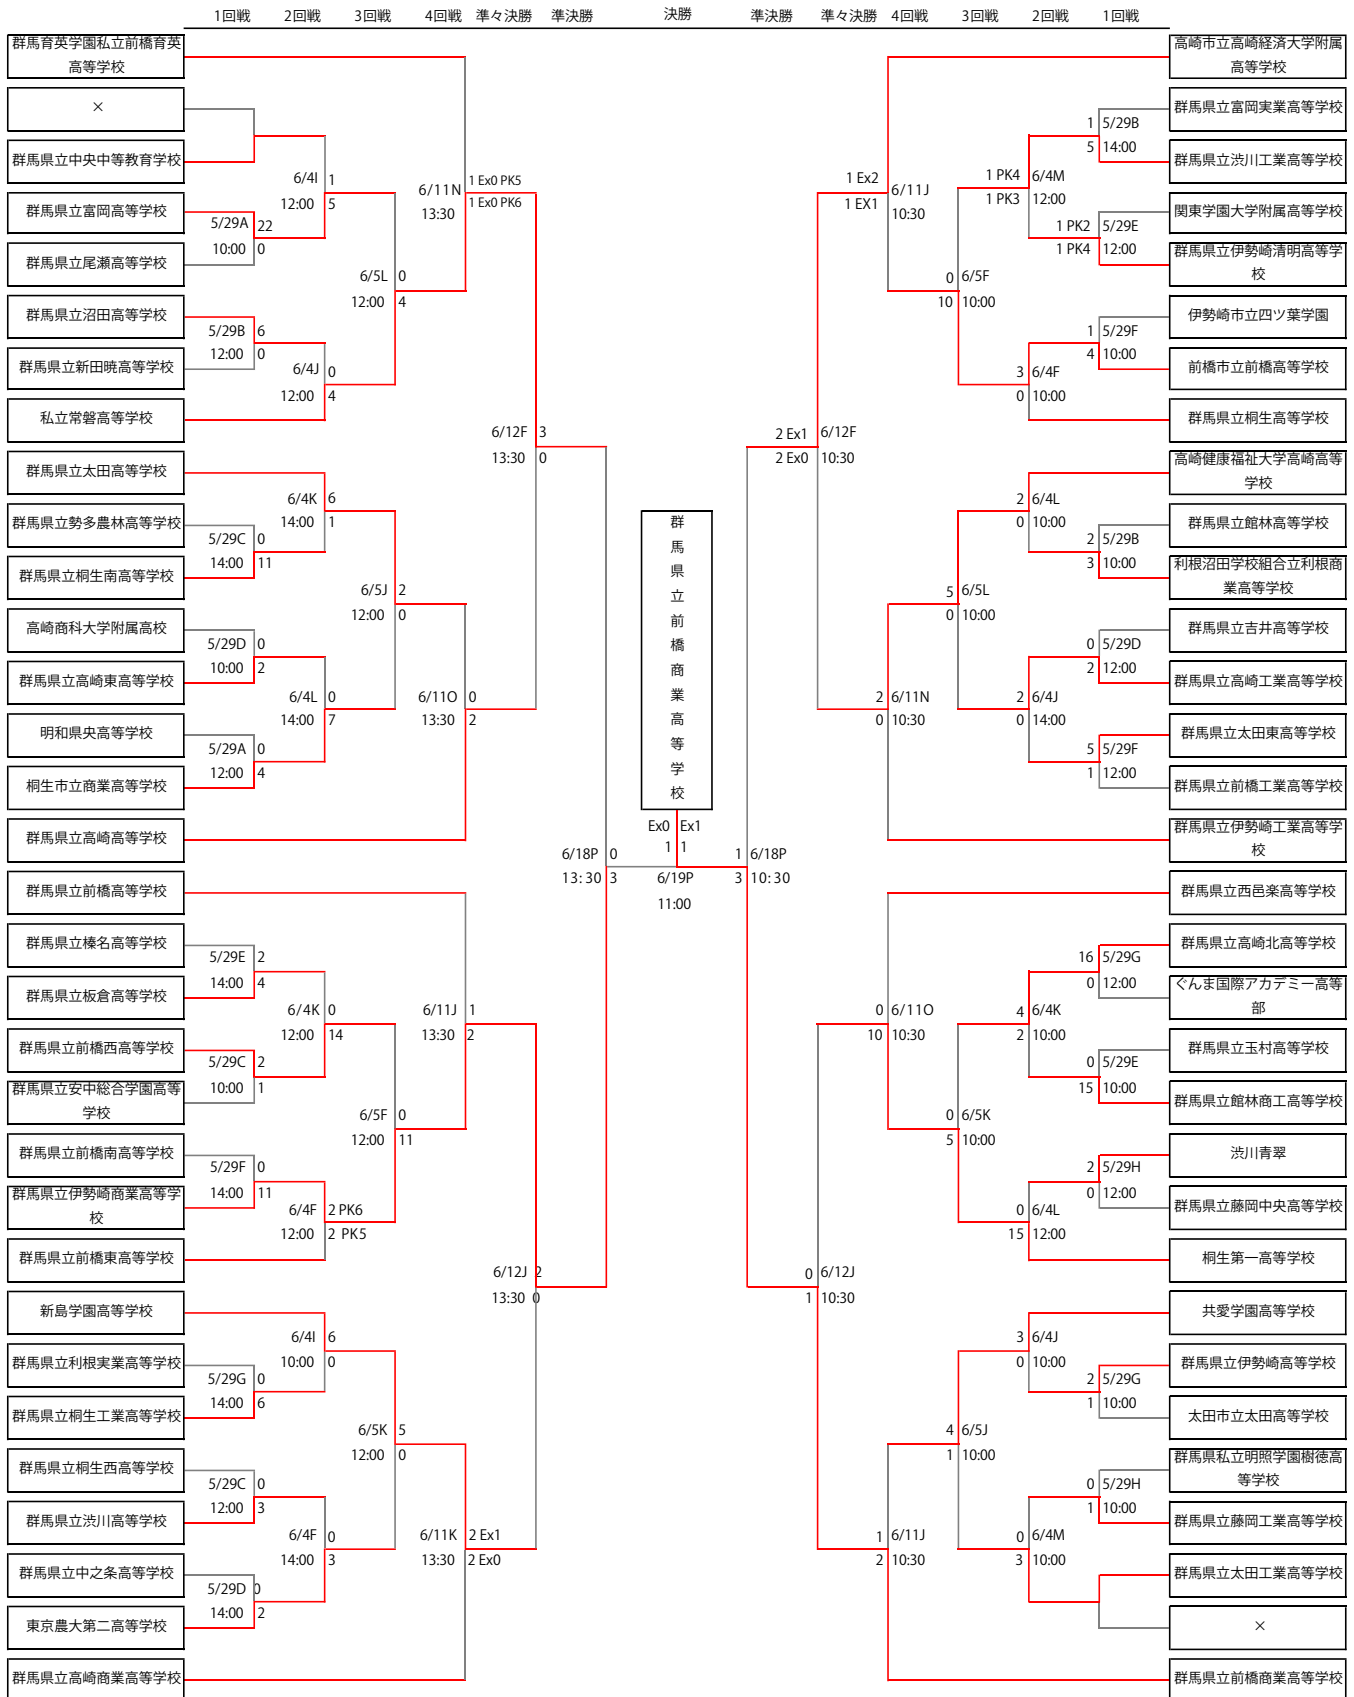 1回戦 2回戦 3回戦 4回戦 準々決勝 準決勝 決勝 準決勝 準々決勝 4回戦 3回戦 2回戦 1回戦
群馬育英学園私立前橋育英
高等学校
×
群馬県立中央中等教育学校
群馬県立富岡高等学校
群馬県立尾瀬高等学校
群馬県立沼田高等学校
群馬県立新田暁高等学校
私立常磐高等学校
群馬県立太田高等学校
群馬県立勢多農林高等学校
群馬県立桐生南高等学校
高崎商科大学附属高校
群馬県立高崎東高等学校
明和県央高等学校
桐生市立商業高等学校
群馬県立高崎高等学校
群馬県立前橋高等学校
群馬県立榛名高等学校
群馬県立板倉高等学校
群馬県立前橋西高等学校
群馬県立安中総合学園高等
学校
群馬県立前橋南高等学校
群馬県立伊勢崎商業高等学
校
群馬県立前橋東高等学校
新島学園高等学校
群馬県立利根実業高等学校
群馬県立桐生工業高等学校
群馬県立桐生西高等学校
群馬県立渋川高等学校
群馬県立中之条高等学校
東京農大第二高等学校
群馬県立高崎商業高等学校
5/29A 22
10:00 0
5/29B 6
12:00 0
5/29C 0
14:00 11
5/29D 0
10:00 2
5/29A 0
12:00 4
5/29E 2
14:00 4
5/29C 2
10:00 1
5/29F 0
14:00 11
5/29G 0
14:00 6
5/29C 0
12:00 3
5/29D 0
14:00 2
6/4I 1
12:00 5
6/4J 0
12:00 4
6/4K 6
14:00 1
6/4L 0
14:00 7
6/4K 0
12:00 14
6/4F 2 PK6
12:00 2 PK5
6/4I 6
10:00 0
6/4F 0
14:00 3
6/5L 0
12:00 4
6/5J 2
12:00 0
6/5F 0
12:00 11
6/5K 5
12:00 0
6/11N 1 Ex0 PK5
13:30 1 Ex0 PK6
6/11O 0
13:30 2
6/11J 1
13:30 2
6/11K 2 Ex1
13:30 2 Ex0
6/12F 3
13:30 0
6/12J 2
13:30 0
6/18P 0
13:30 3
群馬県立前橋商業高等学校
Ex0 Ex1
1 1
6/19P
11:00
1 6/18P
3 10:30
2 Ex1 6/12F
2 Ex0 10:30
0 6/12J
1 10:30
1 Ex2 6/11J
1 EX1 10:30
2 6/11N
0 10:30
0 6/11O
10 10:30
1 6/11J
2 10:30
0 6/5F
10 10:00
5 6/5L
0 10:00
0 6/5K
5 10:00
4 6/5J
1 10:00
1 PK4 6/4M
1 PK3 12:00
3 6/4F
0 10:00
2 6/4L
0 10:00
2 6/4J
0 14:00
4 6/4K
2 10:00
0 6/4L
15 12:00
3 6/4J
0 10:00
0 6/4M
3 10:00
1 5/29B
5 14:00
1 PK2 5/29E
1 PK4 12:00
1 5/29F
4 10:00
2 5/29B
3 10:00
0 5/29D
2 12:00
5 5/29F
1 12:00
16 5/29G
0 12:00
0 5/29E
15 10:00
2 5/29H
0 12:00
2 5/29G
1 10:00
0 5/29H
1 10:00
高崎市立高崎経済大学附属
高等学校
群馬県立富岡実業高等学校
群馬県立渋川工業高等学校
関東学園大学附属高等学校
群馬県立伊勢崎清明高等学
校
伊勢崎市立四ツ葉学園
前橋市立前橋高等学校
群馬県立桐生高等学校
高崎健康福祉大学高崎高等
学校
群馬県立館林高等学校
利根沼田学校組合立利根商
業高等学校
群馬県立吉井高等学校
群馬県立高崎工業高等学校
群馬県立太田東高等学校
群馬県立前橋工業高等学校
群馬県立伊勢崎工業高等学
校
群馬県立西邑楽高等学校
群馬県立高崎北高等学校
ぐんま国際アカデミー高等
部
群馬県立玉村高等学校
群馬県立館林商工高等学校
渋川青翠
群馬県立藤岡中央高等学校
桐生第一高等学校
共愛学園高等学校
群馬県立伊勢崎高等学校
太田市立太田高等学校
群馬県私立明照学園樹徳高
等学校
群馬県立藤岡工業高等学校
群馬県立太田工業高等学校
×
群馬県立前橋商業高等学校